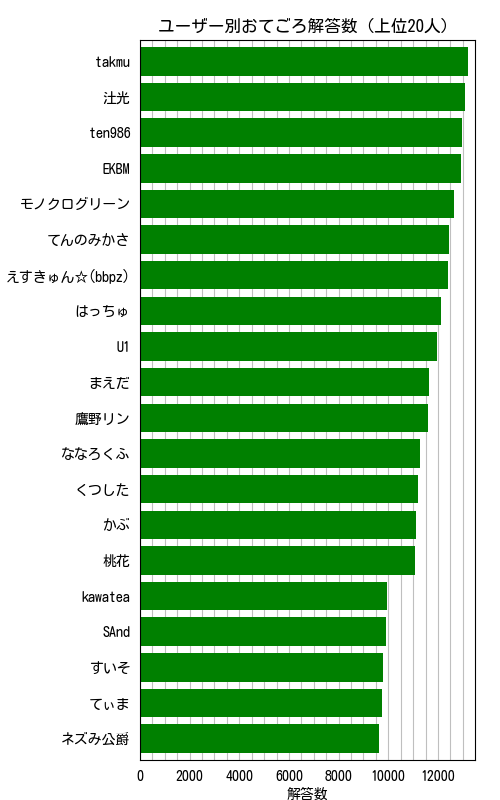 ユーザー別おてごろ解答数（上位20人）
takmu
汢光
ten986
EKBM
モノクログリーン
てんのみかさ
えすきゅん☆(bbpz)
はっちゅ
U1
まえだ
鷹野リン
ななろくふ
くつした
かぶ
桃花
kawatea
SAnd
すいそ
てぃま
ネズみ公爵
0 2000 4000 6000 8000 10000 12000
解答数